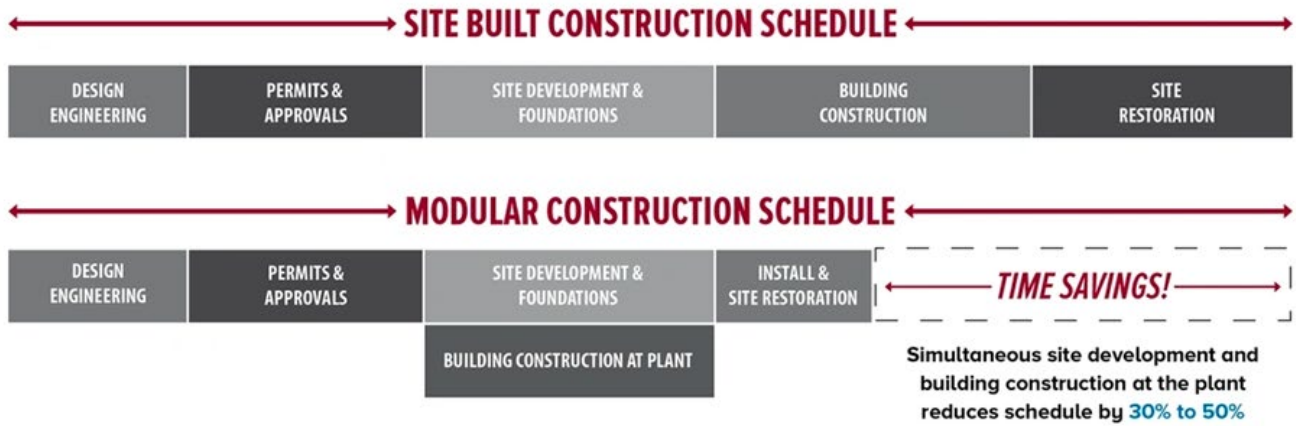 SITE BUILT CONSTRUCTION SCHEDULE
DESIGN
ENGINEERING
PERMITS &
APPROVALS
SITE DEVELOPMENT &
FOUNDATIONS
BUILDING
CONSTRUCTION
SITE
RESTORATION
MODULAR CONSTRUCTION SCHEDULE
DESIGN
ENGINEERING
PERMITS &
APPROVALS
SITE DEVELOPMENT &
FOUNDATIONS
INSTALL &
SITE RESTORATION
TIME SAVINGS!
BUILDING CONSTRUCTION AT PLANT
Simultaneous site development and
building construction at the plant
reduces schedule by 30% to 50%